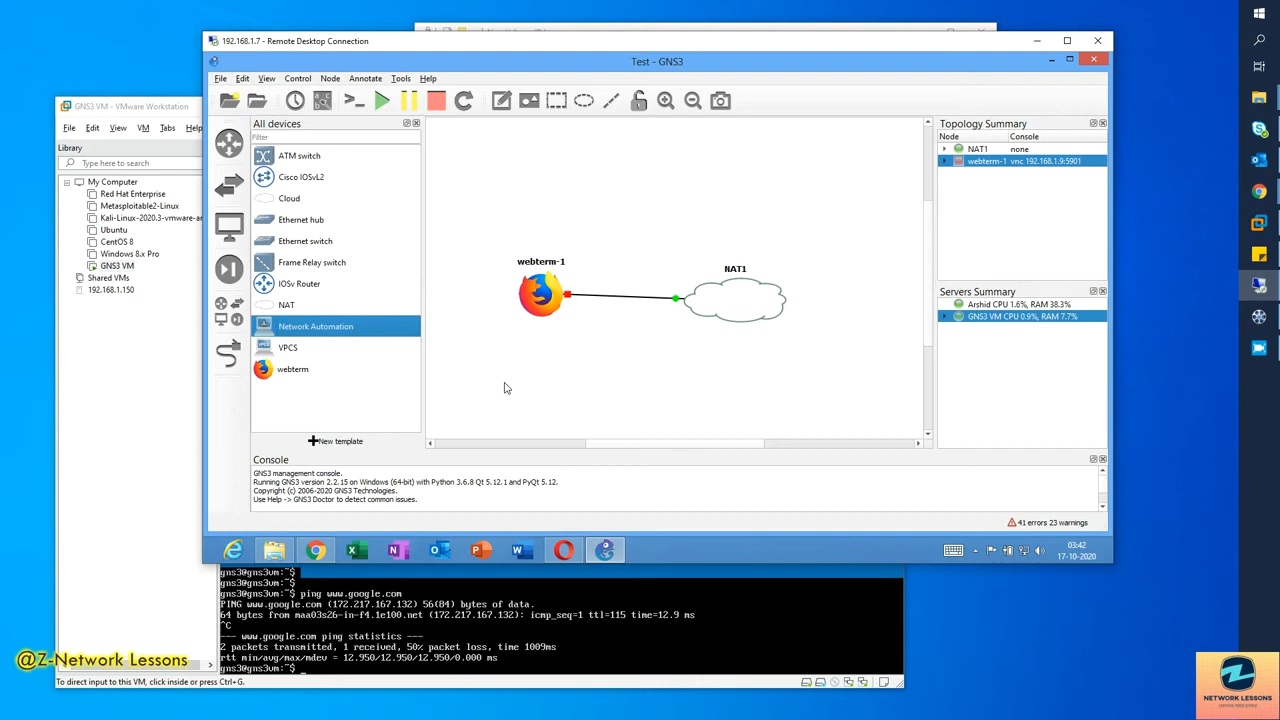 192.168.1.7 - Remote Desktop Connection
Test - GNS3
File Edit View Control Node Annotate Tools Help
GNS3 VM - VMware Workstation
File Edit View VM Tabs Help
Library
Type here to search
My Computer
Red Hat Enterprise
Metasploitable2-Linux
Kali-Linux-2020.3-vmware-ar
Ubuntu
CentOS 8
Windows 8.x Pro
GNS3 VM
Shared VMs
192.168.1.150
All devices
Filter
ATM switch
Cisco IOSvL2
Cloud
Ethernet hub
Ethernet switch
Frame Relay switch
IOSv Router
NAT
Network Automation
VPCS
webterm
New template
webterm-1
NAT1
Topology Summary
Node Console
NAT1 none
webterm-1 vnc 192.168.1.9:5901
Servers Summary
Arshid CPU 1.6%, RAM 38.3%
GNS3 VM CPU 0.9%, RAM 7.7%
Console
GNS3 management console.
Running GNS3 version 2.2.15 on Windows (64-bit) with Python 3.6.8 Qt 5.12.1 and PyQt 5.12.
Copyright (c) 2006-2020 GNS3 Technologies.
Use Help -> GNS3 Doctor to detect common issues.
41 errors 23 warnings
03:42
17-10-2020
gns3@gns3vm:~$
gns3@gns3vm:~$
gns3@gns3vm:~$ ping www.google.com
PING www.google.com (172.217.167.132) 56(84) bytes of data.
64 bytes from maa03s26-in-f4.1e100.net (172.217.167.132): icmp_seq=1 ttl=115 time=12.9 ms
^C
--- www.google.com ping statistics ---
2 packets transmitted, 1 received, 50% packet loss, time 1009ms
rtt min/avg/max/mdev = 12.950/12.950/12.950/0.000 ms
gns3@gns3vm:~$ _
To direct input to this VM, click inside or press Ctrl+G.
@Z-Network Lessons
NETWORK LESSONS